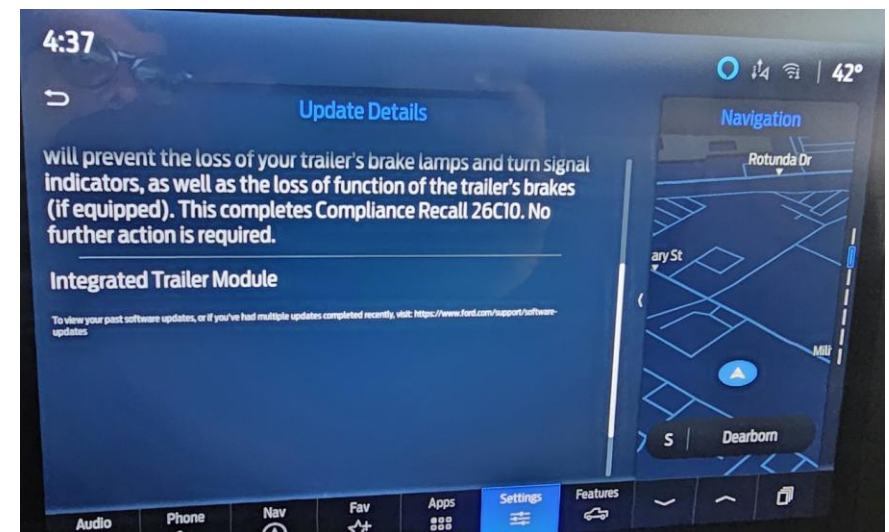 4:37
42°
Update Details
Navigation
will prevent the loss of your trailer's brake lamps and turn signal
indicators, as well as the loss of function of the trailer's brakes
(if equipped). This completes Compliance Recall 26C10. No
further action is required.
Integrated Trailer Module
To view your past software updates, or if you've had multiple updates completed recently, visit: https://www.ford.com/support/software-
updates
Rotunda Dr
ary St
Mili
S | Dearborn
Audio
Phone
Nav
Fav
Apps
Settings
Features